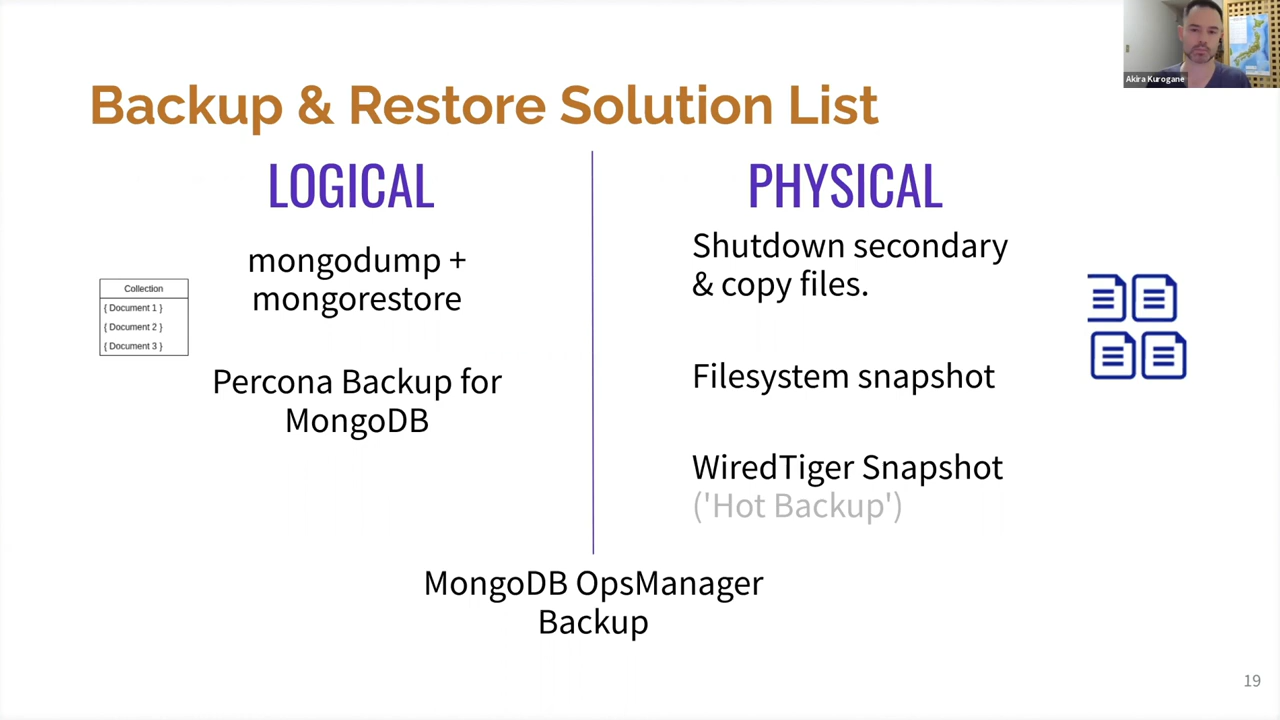 Akira Kurogane
Backup & Restore Solution List
LOGICAL
mongodump +
mongorestore
Collection
{ Document 1 }
{ Document 2 }
{ Document 3 }
Percona Backup for
MongoDB
PHYSICAL
Shutdown secondary
& copy files.
Filesystem snapshot
WiredTiger Snapshot
('Hot Backup')
MongoDB OpsManager
Backup
19